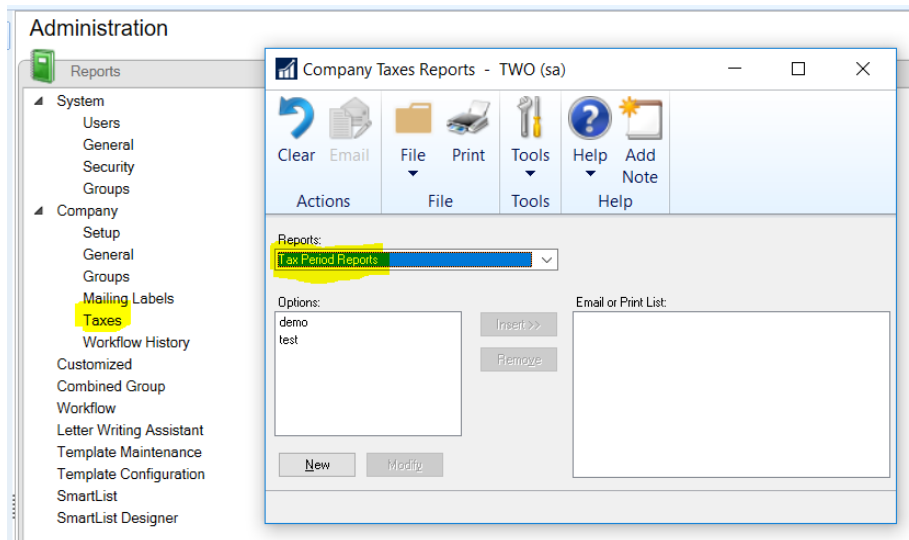 Administration
Reports
System
Users
General
Security
Groups
Company
Setup
General
Groups
Mailing Labels
Taxes
Workflow History
Customized
Combined Group
Workflow
Letter Writing Assistant
Template Maintenance
Template Configuration
SmartList
SmartList Designer
Company Taxes Reports - TWO (sa)
Clear Email File Print Tools Help Add Note
Actions File Tools Help
Reports:
Tax Period Reports
Options: Email or Print List:
demo
test
Insert >>
Remove
New Modify